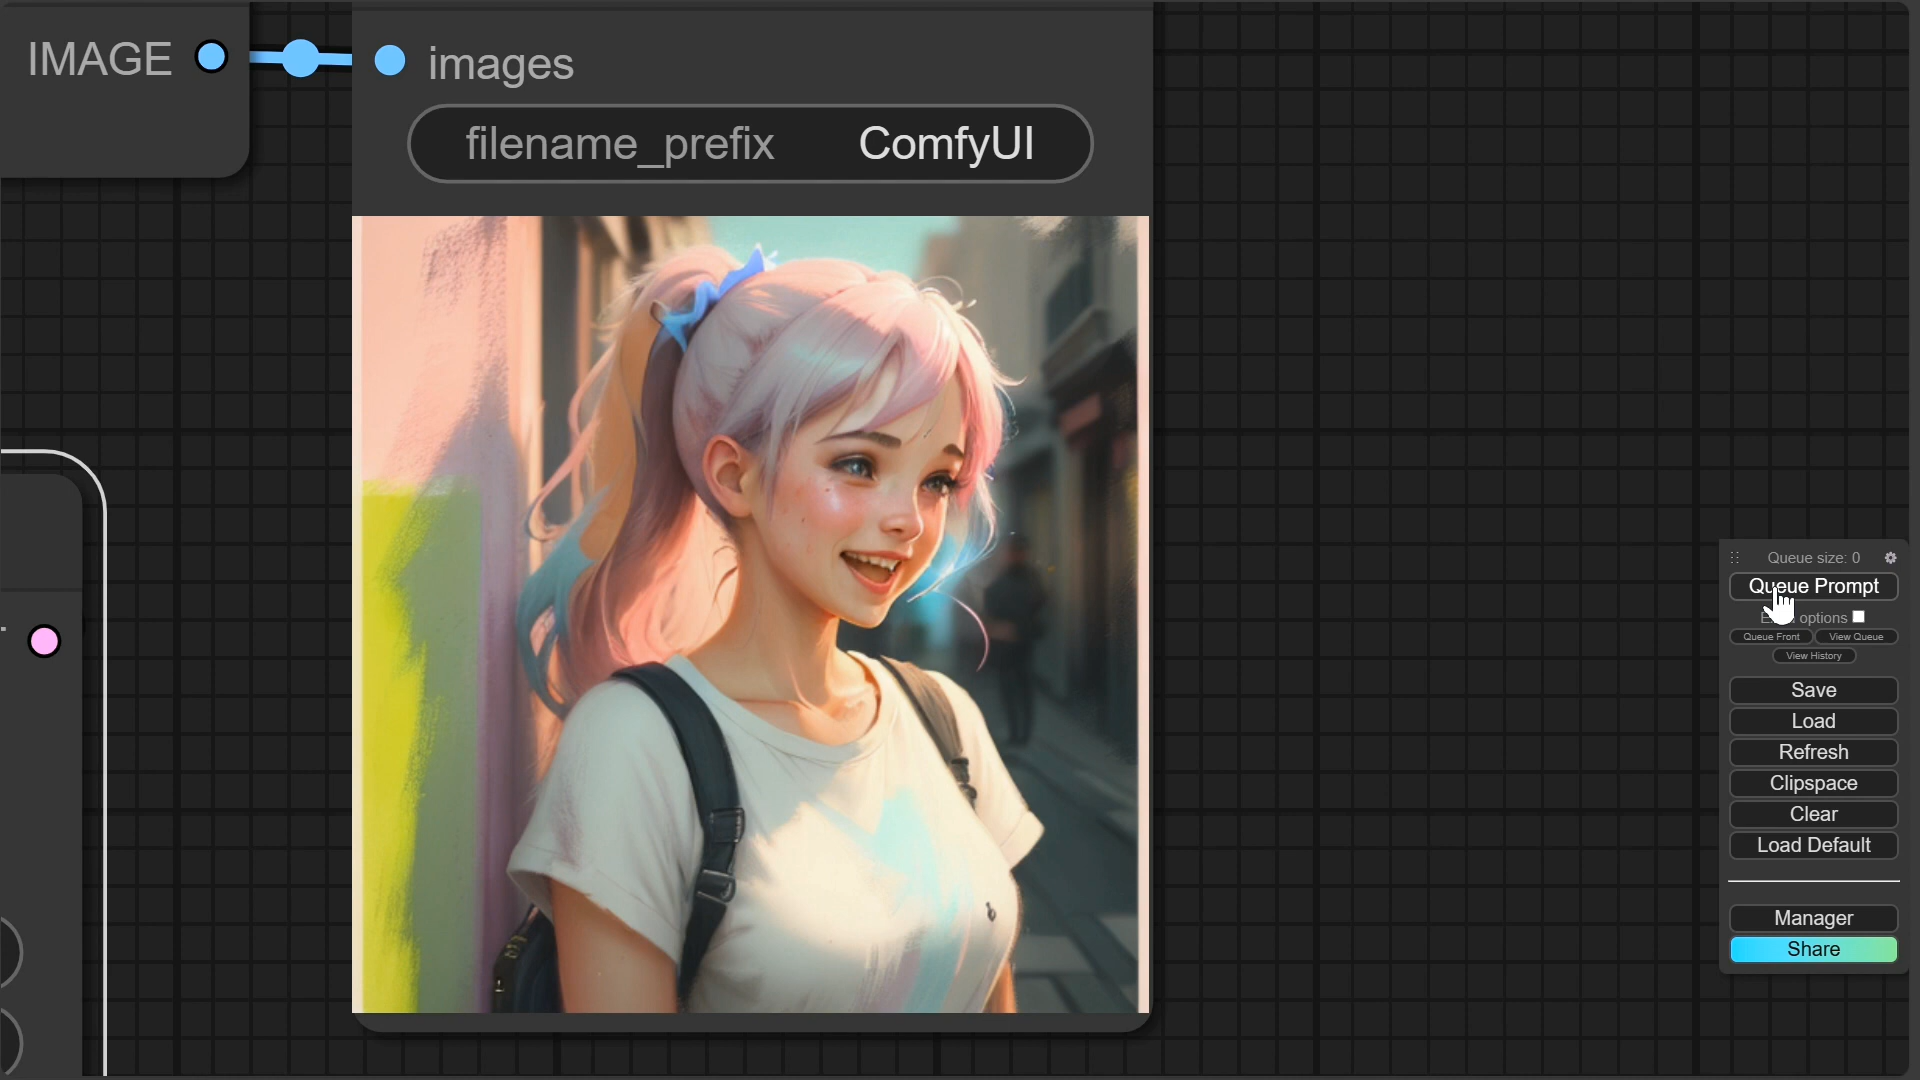 IMAGE
images
filename_prefix ComfyUI
Queue size: 0
Queue Prompt
options
Queue Front View Queue
View History
Save
Load
Refresh
Clipspace
Clear
Load Default
Manager
Share